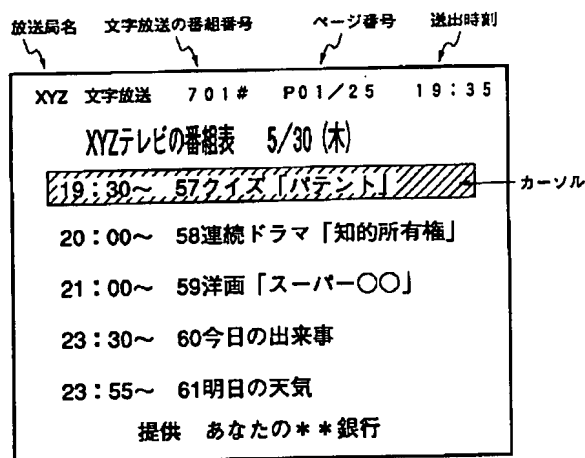 放送局名 文字放送の番組番号 ページ番号 送出時刻
XYZ 文字放送 701# P01/25 19:35
XYZテレビの番組表 5/30(木)
19:30～ 57クイズ「パテント」
カーソル
20:00～ 58連続ドラマ「知的所有権」
21:00～ 59洋画「スーパー○○」
23:30～ 60今日の出来事
23:55～ 61明日の天気
提供 あなたの＊＊銀行